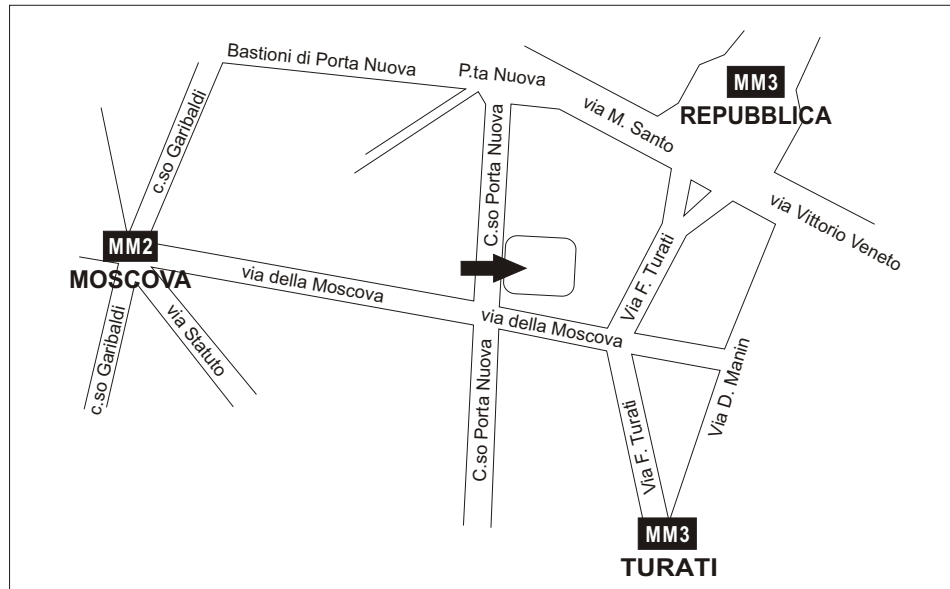 Bastioni di Porta Nuova
P.ta Nuova
MM3
REPUBBLICA
via M. Santo
c.so Garibaldi
C.so Porta Nuova
via Vittorio Veneto
MM2
MOSCOVA
via della Moscova
Via F. Turati
via della Moscova
via Statuto
c.so Garibaldi
C.so Porta Nuova
Via D. Manin
Via F. Turati
MM3
TURATI